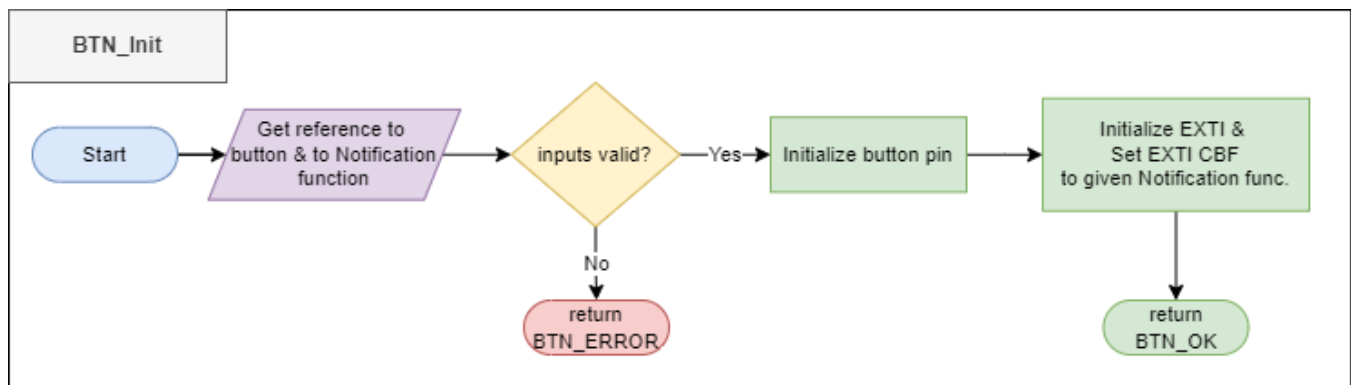 BTN_Init
Start
Get reference to
button & to Notification
function
inputs valid?
Yes
Initialize button pin
Initialize EXTI &
Set EXTI CBF
to given Notification func.
No
return
BTN_ERROR
return
BTN_OK